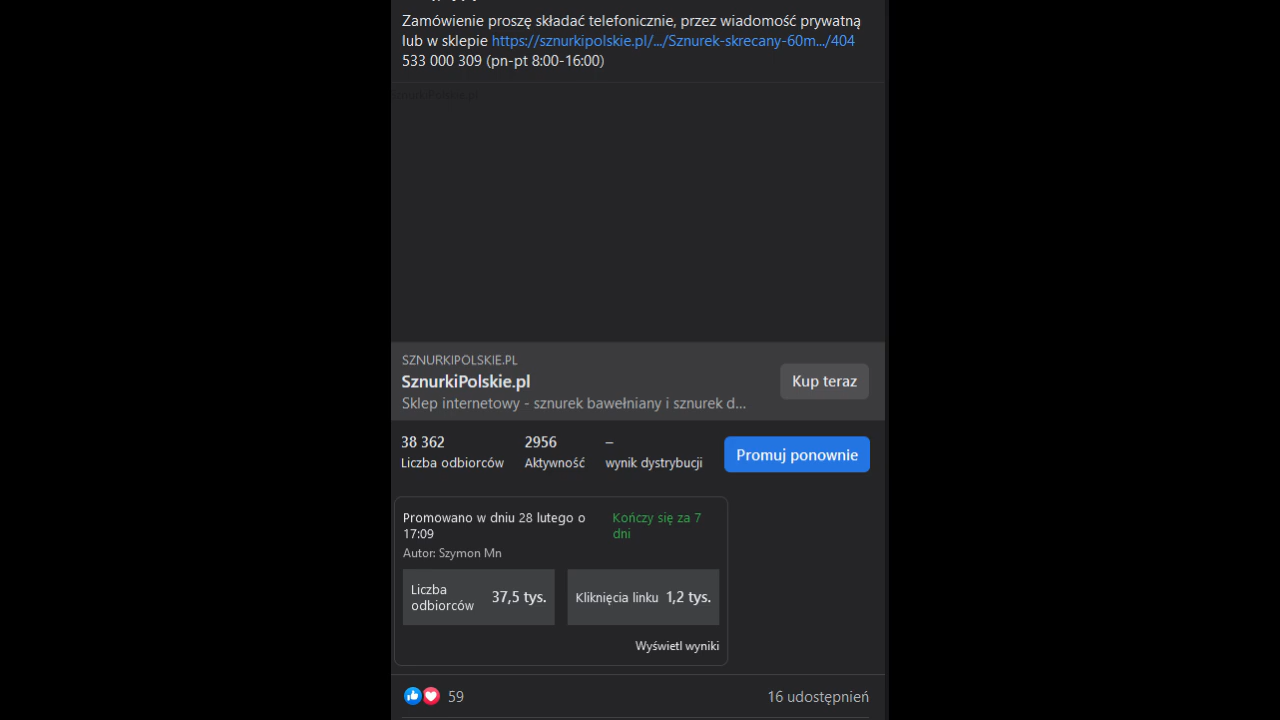 Zamówienie proszę składać telefonicznie, przez wiadomość prywatną
lub w sklepie https://sznurkipolskie.pl/.../Sznurek-skrecany-60m.../404
533 000 309 (pn-pt 8:00-16:00)
SZNURKIPOLSKIE.PL
SznurkiPolskie.pl
Sklep internetowy - sznurek bawełniany i sznurek d...
Kup teraz
38 362
Liczba odbiorców
2956
Aktywność
–
wynik dystrybucji
Promuj ponownie
Promowano w dniu 28 lutego o
17:09
Kończy się za 7
dni
Autor: Szymon Mn
Liczba
odbiorców
37,5 tys.
Kliknięcia linku 1,2 tys.
Wyświetl wyniki
59
16 udostępnień